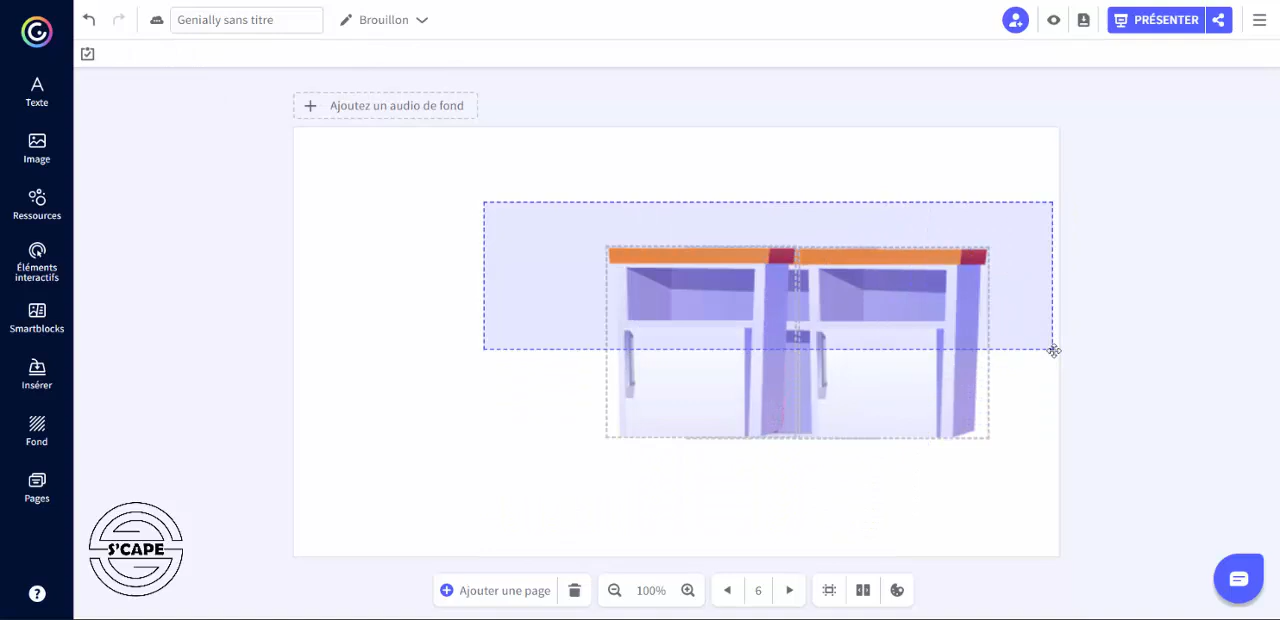 Genially sans titre
Brouillon
PRÉSENTER
Texte
Image
Ressources
Éléments
interactifs
Smartblocks
Insérer
Fond
Pages
Ajoutez un audio de fond
S'CAPE
Ajouter une page
100%
6
?